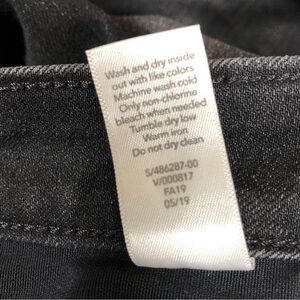 Wash and dry inside
out with like colors
Machine wash cold
Only non-chlorine
bleach when needed
Tumble dry low
Warm iron
Do not dry clean
S/486287-00
V/000817
FA19
05/19